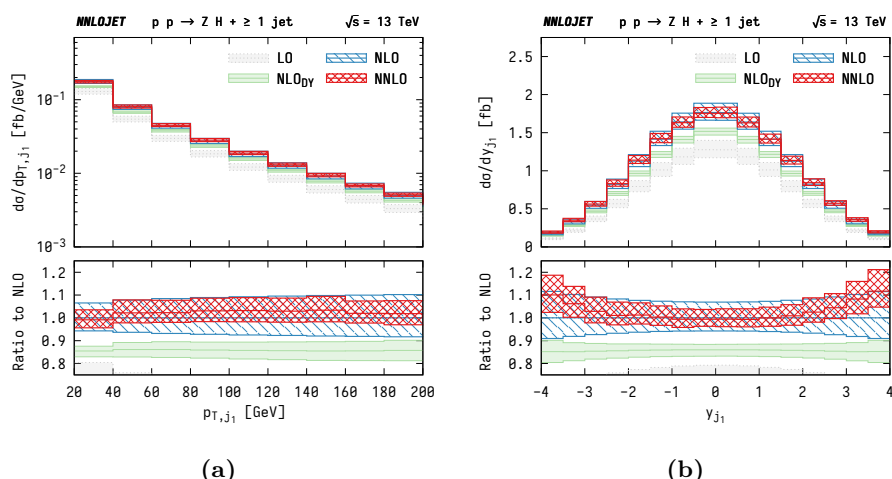 NNLOJET p p → Z H + ≥ 1 jet √s = 13 TeV
LO NLO
NLO_DY NNLO
dσ/dp_T,j₁ [fb/GeV]
10⁻¹
10⁻²
10⁻³
Ratio to NLO
1.2
1.1
1.0
0.9
0.8
20 40 60 80 100 120 140 160 180 200
p_T,j₁ [GeV]
(a)
NNLOJET p p → Z H + ≥ 1 jet √s = 13 TeV
LO NLO
NLO_DY NNLO
dσ/dy_j₁ [fb]
2.5
2
1.5
1
0.5
0
Ratio to NLO
1.2
1.1
1.0
0.9
0.8
−4 −3 −2 −1 0 1 2 3 4
y_j₁
(b)